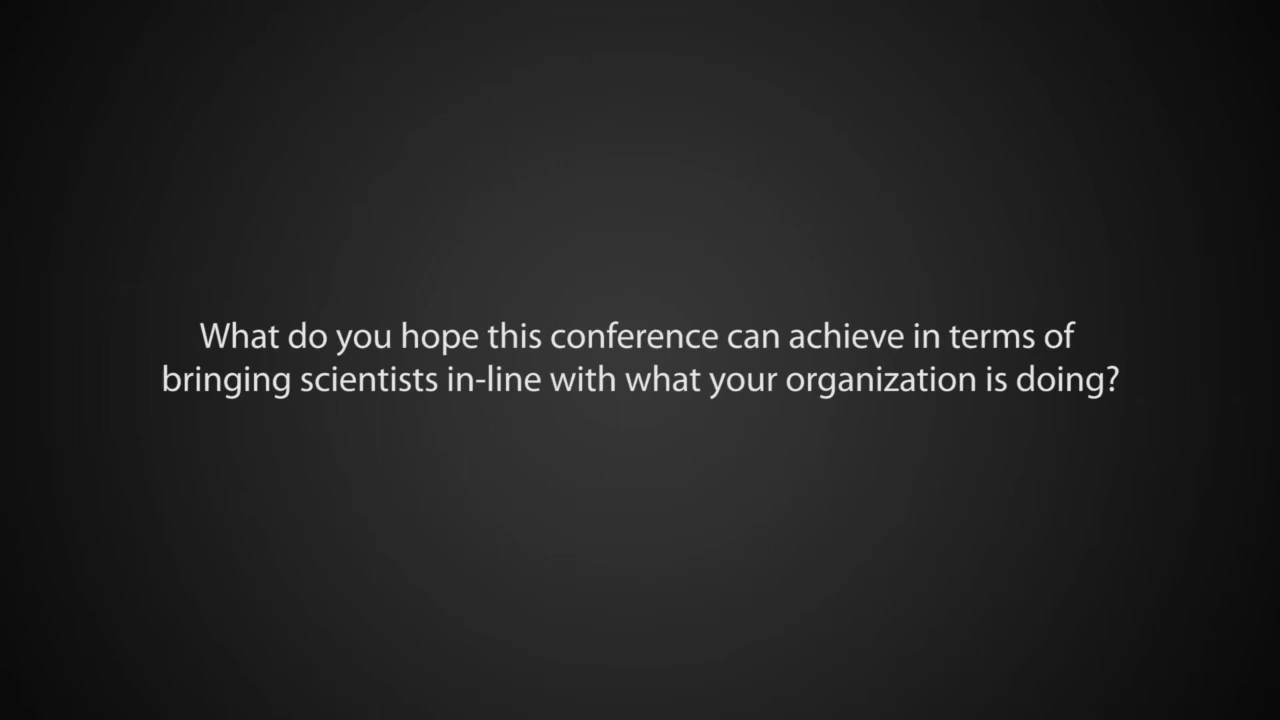 What do you hope this conference can achieve in terms of
bringing scientists in-line with what your organization is doing?